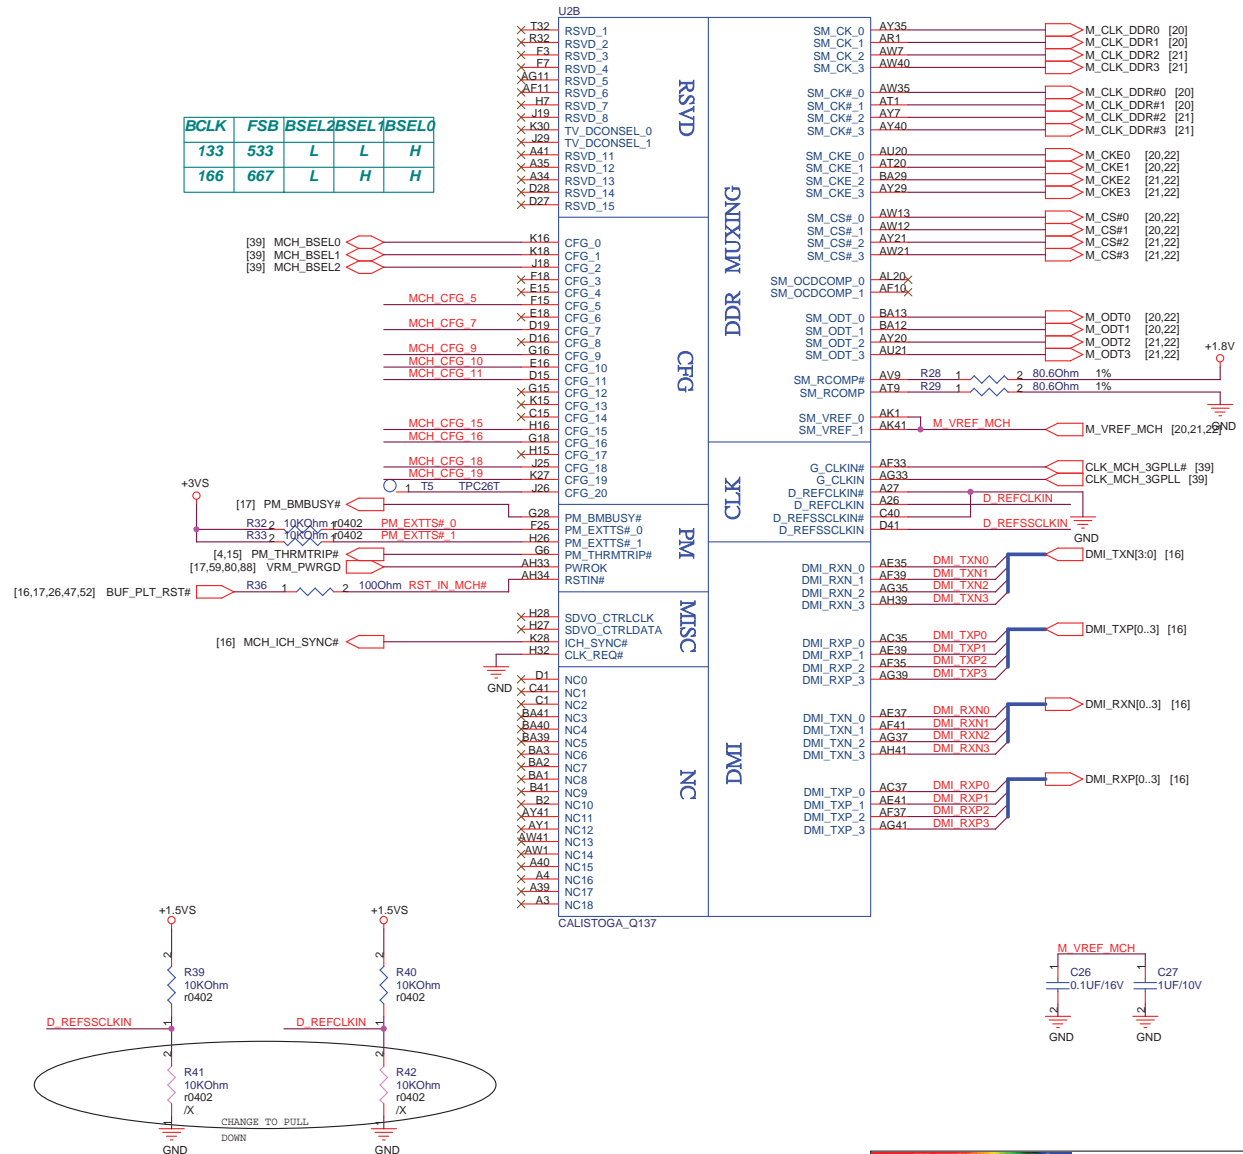 U2B
T32 RSVD_1
R32 RSVD_2
F3 RSVD_3
F7 RSVD_4
AG11 RSVD_5
AF11 RSVD_6
H7 RSVD_7
J19 RSVD_8
K30 TV_DCONSEL_0
J29 TV_DCONSEL_1
A41 RSVD_11
A35 RSVD_12
A34 RSVD_13
D28 RSVD_14
D27 RSVD_15
RSVD
BCLK FSB BSEL2 BSEL1 BSEL0
133 533 L L H
166 667 L H H
[39] MCH_BSEL0 K16 CFG_0
[39] MCH_BSEL1 K18 CFG_1
[39] MCH_BSEL2 J18 CFG_2
F18 CFG_3
E15 CFG_4
MCH_CFG_5 F15 CFG_5
E18 CFG_6
MCH_CFG_7 D19 CFG_7
D16 CFG_8
MCH_CFG_9 G16 CFG_9
MCH_CFG_10 E16 CFG_10
MCH_CFG_11 D15 CFG_11
G15 CFG_12
K15 CFG_13
C15 CFG_14
MCH_CFG_15 H16 CFG_15
MCH_CFG_16 G18 CFG_16
H15 CFG_17
MCH_CFG_18 J25 CFG_18
MCH_CFG_19 K27 CFG_19
1 T5 TPC26T J26 CFG_20
CFG
+3VS
[17] PM_BMBUSY# G28 PM_BMBUSY#
R32 2 10KOhm 1 r0402 PM_EXTTS#_0 F25 PM_EXTTS#_0
R33 2 10KOhm 1 r0402 PM_EXTTS#_1 H26 PM_EXTTS#_1
[4,15] PM_THRMTRIP# G6 PM_THRMTRIP#
[17,59,80,88] VRM_PWRGD AH33 PWROK
[16,17,26,47,52] BUF_PLT_RST# R36 1 2 100Ohm RST_IN_MCH# AH34 RSTIN#
PM
H28 SDVO_CTRLCLK
H27 SDVO_CTRLDATA
[16] MCH_ICH_SYNC# K28 ICH_SYNC#
H32 CLK_REQ#
GND
MISC
D1 NC0
C41 NC1
C1 NC2
BA41 NC3
BA40 NC4
BA39 NC5
BA3 NC6
BA2 NC7
BA1 NC8
B41 NC9
B2 NC10
AY41 NC11
AY1 NC12
AW41 NC13
AW1 NC14
A40 NC15
A4 NC16
A39 NC17
A3 NC18
NC
CALISTOGA_Q137
SM_CK_0 AY35 M_CLK_DDR0 [20]
SM_CK_1 AR1 M_CLK_DDR1 [20]
SM_CK_2 AW7 M_CLK_DDR2 [21]
SM_CK_3 AW40 M_CLK_DDR3 [21]
SM_CK#_0 AW35 M_CLK_DDR#0 [20]
SM_CK#_1 AT1 M_CLK_DDR#1 [20]
SM_CK#_2 AY7 M_CLK_DDR#2 [21]
SM_CK#_3 AY40 M_CLK_DDR#3 [21]
SM_CKE_0 AU20 M_CKE0 [20,22]
SM_CKE_1 AT20 M_CKE1 [20,22]
SM_CKE_2 BA29 M_CKE2 [21,22]
SM_CKE_3 AY29 M_CKE3 [21,22]
SM_CS#_0 AW13 M_CS#0 [20,22]
SM_CS#_1 AW12 M_CS#1 [20,22]
SM_CS#_2 AY21 M_CS#2 [21,22]
SM_CS#_3 AW21 M_CS#3 [21,22]
SM_OCDCOMP_0 AL20
SM_OCDCOMP_1 AF10
SM_ODT_0 BA13 M_ODT0 [20,22]
SM_ODT_1 BA12 M_ODT1 [20,22]
SM_ODT_2 AY20 M_ODT2 [21,22]
SM_ODT_3 AU21 M_ODT3 [21,22]
+1.8V
SM_RCOMP# AV9 R28 1 2 80.6Ohm 1%
SM_RCOMP AT9 R29 1 2 80.6Ohm 1%
GND
SM_VREF_0 AK1
SM_VREF_1 AK41 M_VREF_MCH M_VREF_MCH [20,21,22]
DDR MUXING
G_CLKIN# AF33 CLK_MCH_3GPLL# [39]
G_CLKIN AG33 CLK_MCH_3GPLL [39]
D_REFCLKIN# A27
D_REFCLKIN A26 D_REFCLKIN
D_REFSSCLKIN# C40
D_REFSSCLKIN D41 D_REFSSCLKIN
GND
CLK
DMI_TXN[3:0] [16]
DMI_RXN_0 AE35 DMI_TXN0
DMI_RXN_1 AF39 DMI_TXN1
DMI_RXN_2 AG35 DMI_TXN2
DMI_RXN_3 AH39 DMI_TXN3
DMI_TXP[0..3] [16]
DMI_RXP_0 AC35 DMI_TXP0
DMI_RXP_1 AE39 DMI_TXP1
DMI_RXP_2 AF35 DMI_TXP2
DMI_RXP_3 AG39 DMI_TXP3
DMI_RXN[0..3] [16]
DMI_TXN_0 AE37 DMI_RXN0
DMI_TXN_1 AF41 DMI_RXN1
DMI_TXN_2 AG37 DMI_RXN2
DMI_TXN_3 AH41 DMI_RXN3
DMI_RXP[0..3] [16]
DMI_TXP_0 AC37 DMI_RXP0
DMI_TXP_1 AE41 DMI_RXP1
DMI_TXP_2 AF37 DMI_RXP2
DMI_TXP_3 AG41 DMI_RXP3
DMI
+1.5VS +1.5VS
2 2
R39 R40
10KOhm 10KOhm
r0402 r0402
1 1
D_REFSSCLKIN D_REFCLKIN
2 2
R41 R42
10KOhm 10KOhm
r0402 r0402
/X /X
1 1
CHANGE TO PULL
DOWN
GND GND
M_VREF_MCH
1 1
C26 C27
0.1UF/16V 1UF/10V
2 2
GND GND